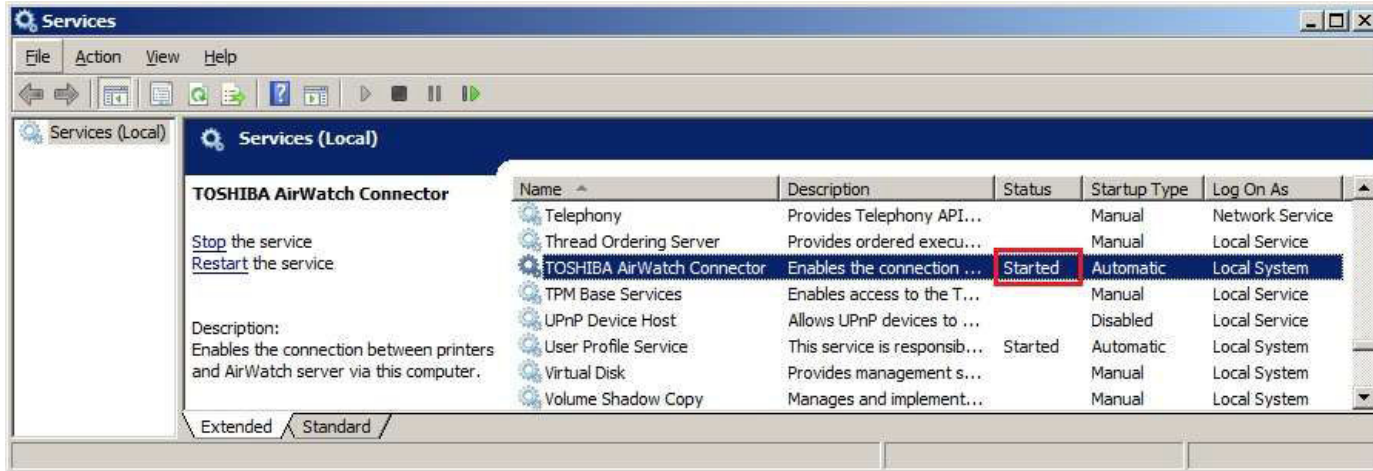 Services
File Action View Help
Services (Local)
Services (Local)
TOSHIBA AirWatch Connector
Stop the service
Restart the service
Description:
Enables the connection between printers
and AirWatch server via this computer.
Name Description Status Startup Type Log On As
Telephony Provides Telephony API... Manual Network Service
Thread Ordering Server Provides ordered execu... Manual Local Service
TOSHIBA AirWatch Connector Enables the connection ... Started Automatic Local System
TPM Base Services Enables access to the T... Manual Local Service
UPnP Device Host Allows UPnP devices to ... Disabled Local Service
User Profile Service This service is responsib... Started Automatic Local System
Virtual Disk Provides management s... Manual Local System
Volume Shadow Copy Manages and implement... Manual Local System
Extended Standard